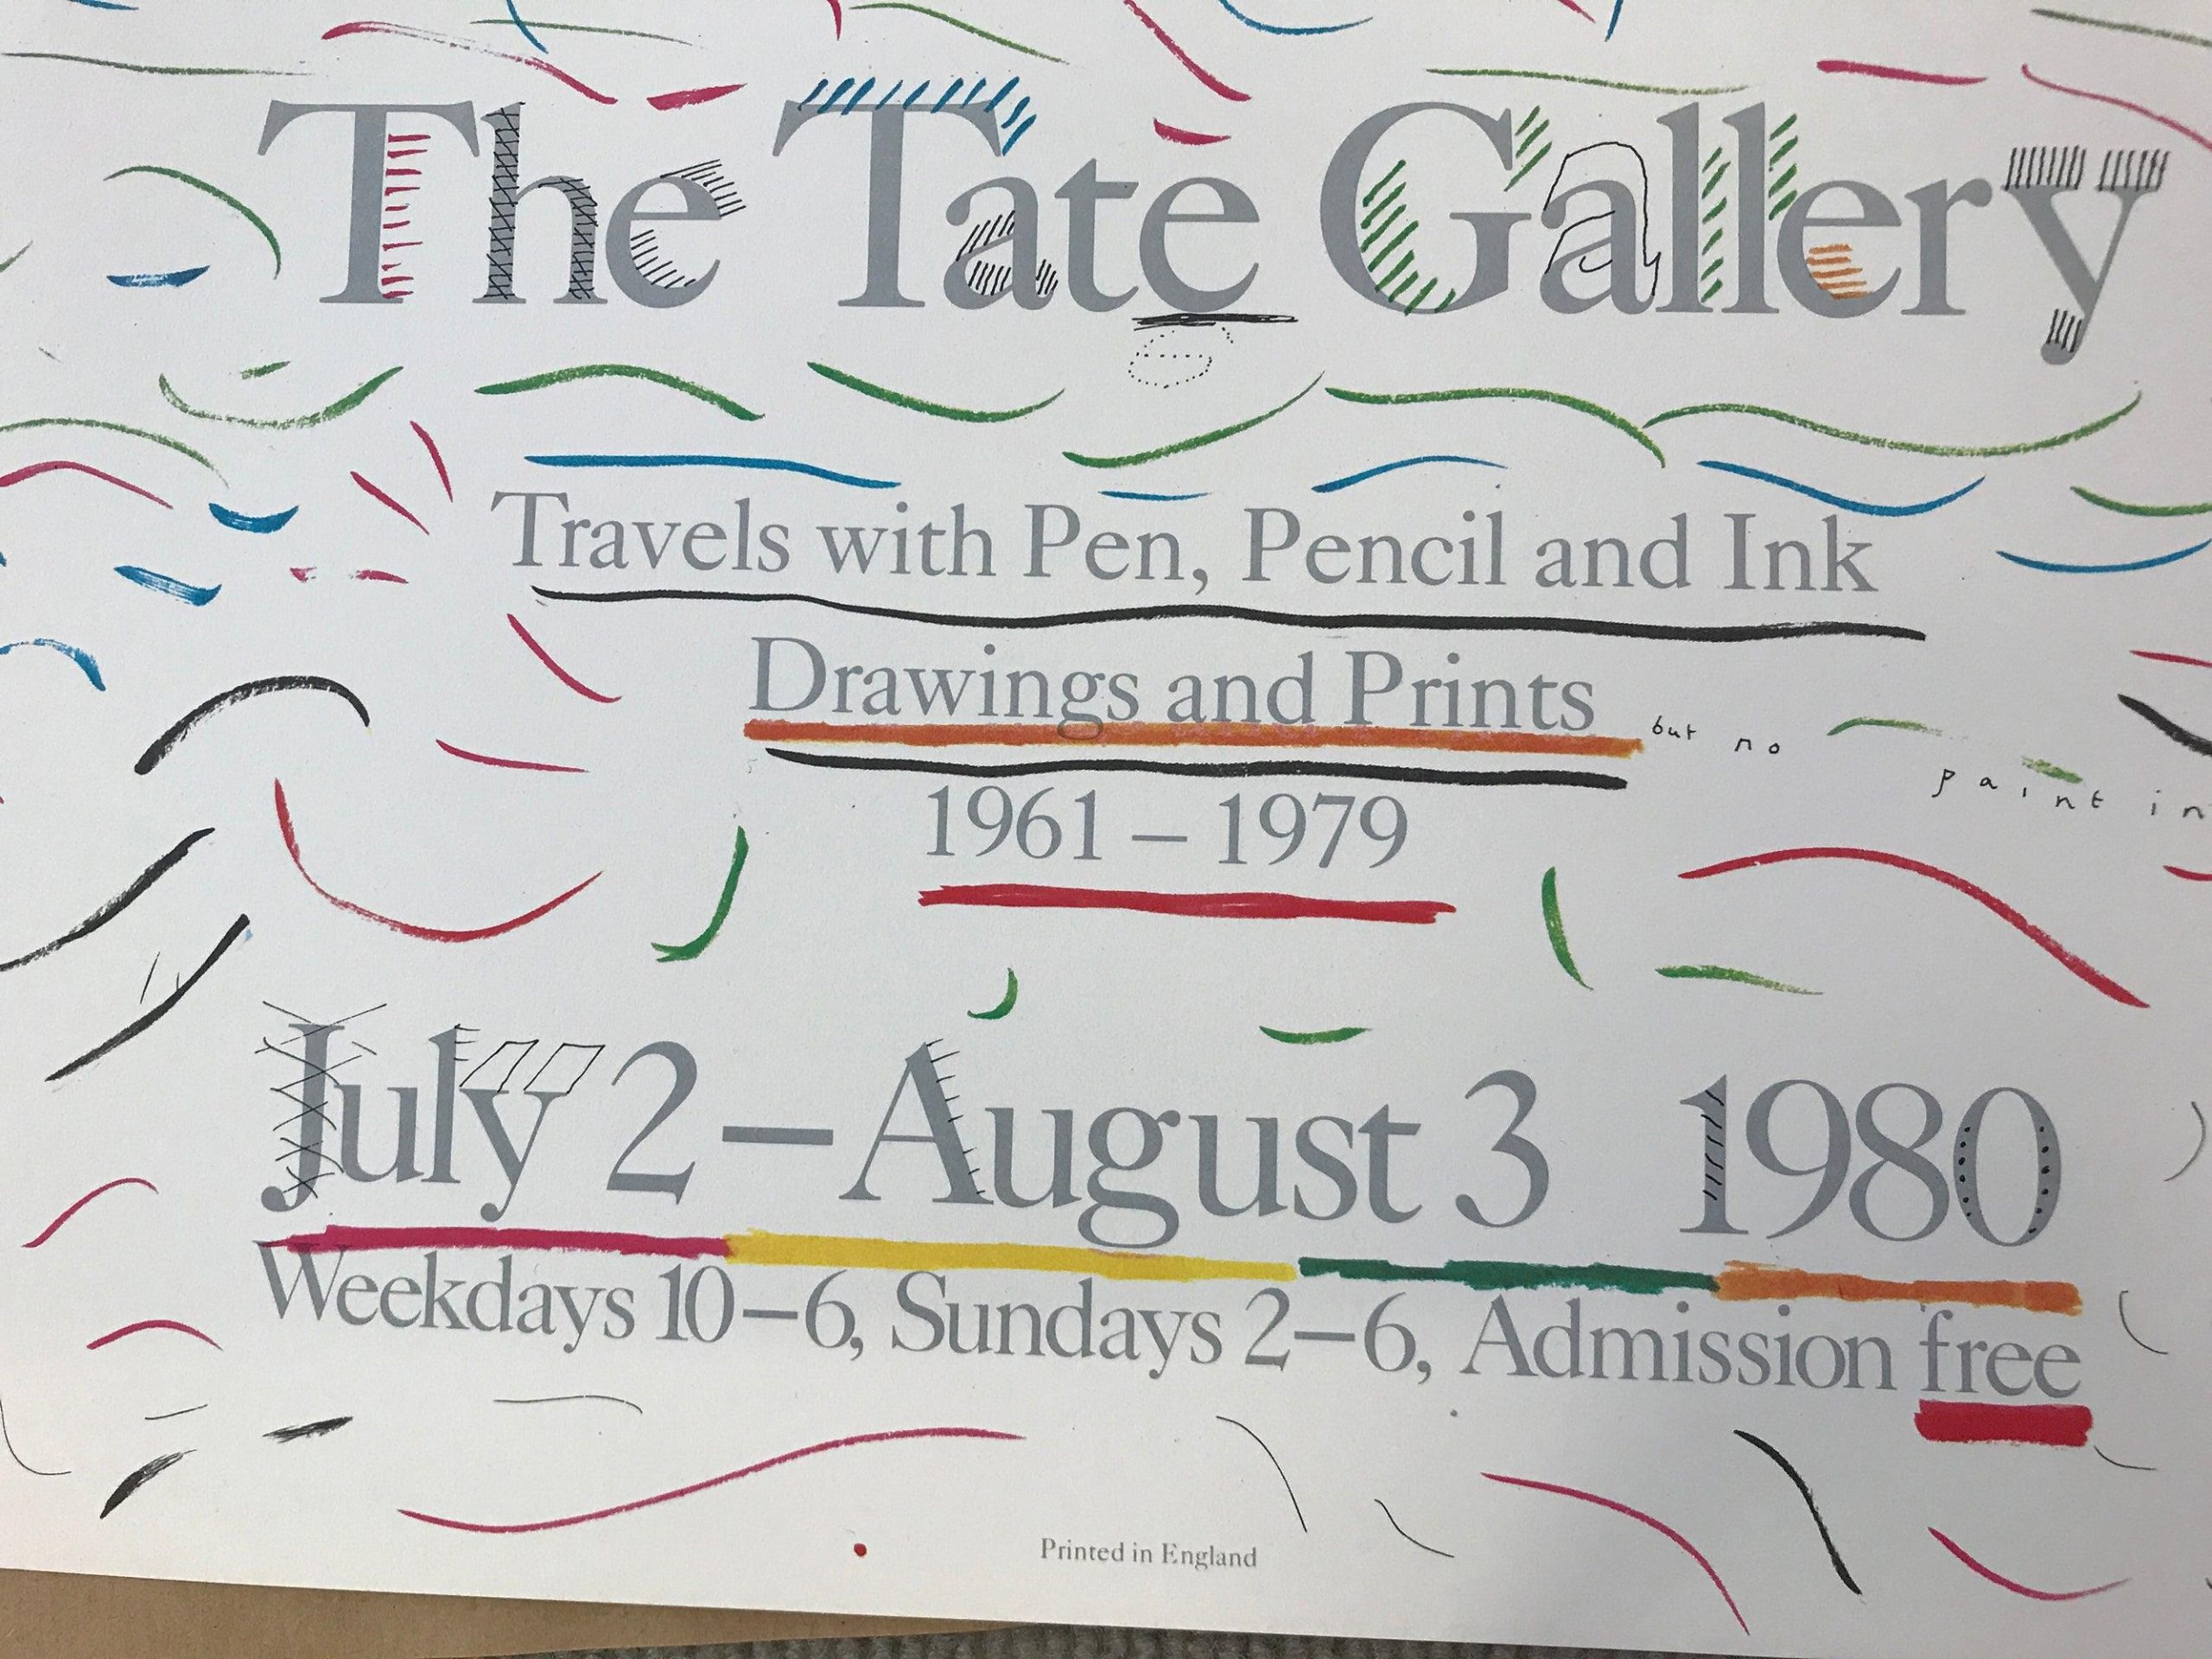 The Tate Gallery
Travels with Pen, Pencil and Ink
Drawings and Prints
but no paint in
1961 – 1979
July 2 – August 3 1980
Weekdays 10–6, Sundays 2–6, Admission free
Printed in England